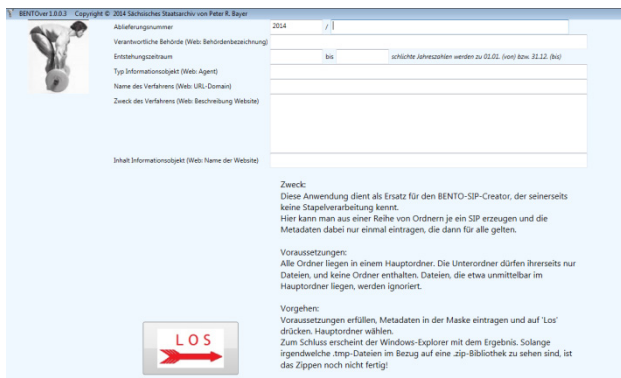 BENTOver1.0.0.3 Copyright © 2014 Sächsisches Staatsarchiv von Peter R. Bayer
Ablieferungsnummer 2014 /
Verantwortliche Behörde (Web: Behördenbezeichnung)
Entstehungszeitraum bis schlichte Jahreszahlen werden zu 01.01. (von) bzw. 31.12. (bis)
Typ Informationsobjekt (Web: Agent)
Name des Verfahrens (Web: URL-Domain)
Zweck des Verfahrens (Web: Beschreibung Website)
Inhalt Informationsobjekt (Web: Name der Website)
Zweck:
Diese Anwendung dient als Ersatz für den BENTO-SIP-Creator, der seinerseits
keine Stapelverarbeitung kennt.
Hier kann man aus einer Reihe von Ordnern je ein SIP erzeugen und die
Metadaten dabei nur einmal eintragen, die dann für alle gelten.
Voraussetzungen:
Alle Ordner liegen in einem Hauptordner. Die Unterordner dürfen ihrerseits nur
Dateien, und keine Ordner enthalten. Dateien, die etwa unmittelbar im
Hauptordner liegen, werden ignoriert.
Vorgehen:
Voraussetzungen erfüllen, Metadaten in der Maske eintragen und auf 'Los'
drücken. Hauptordner wählen.
Zum Schluss erscheint der Windows-Explorer mit dem Ergebnis. Solange
irgendwelche .tmp-Dateien im Bezug auf eine .zip-Bibliothek zu sehen sind, ist
das Zippen noch nicht fertig!
LOS